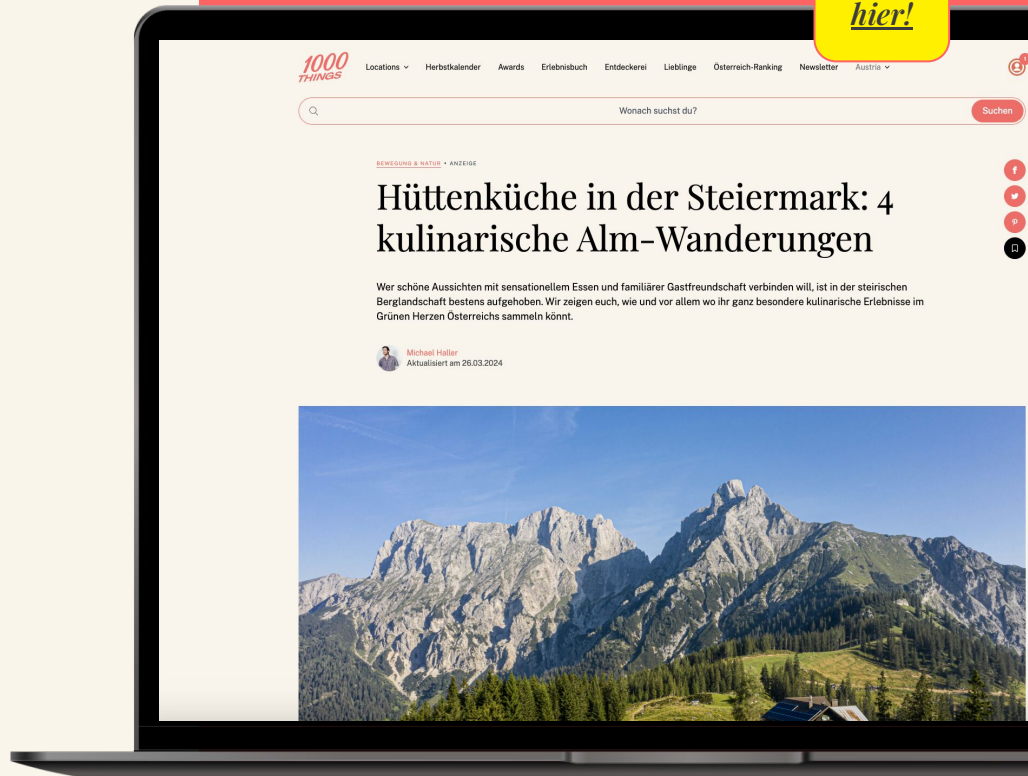 hier!
1000
THINGS
Locations Herbstkalender Awards Erlebnisbuch Entdeckerei Lieblinge Österreich-Ranking Newsletter Austria
Wonach suchst du? Suchen
BEWEGUNG & NATUR • ANZEIGE
Hüttenküche in der Steiermark: 4
kulinarische Alm-Wanderungen
Wer schöne Aussichten mit sensationellem Essen und familiärer Gastfreundschaft verbinden will, ist in der steirischen
Berglandschaft bestens aufgehoben. Wir zeigen euch, wie und vor allem wo ihr ganz besondere kulinarische Erlebnisse im
Grünen Herzen Österreichs sammeln könnt.
Michael Haller
Aktualisiert am 26.03.2024